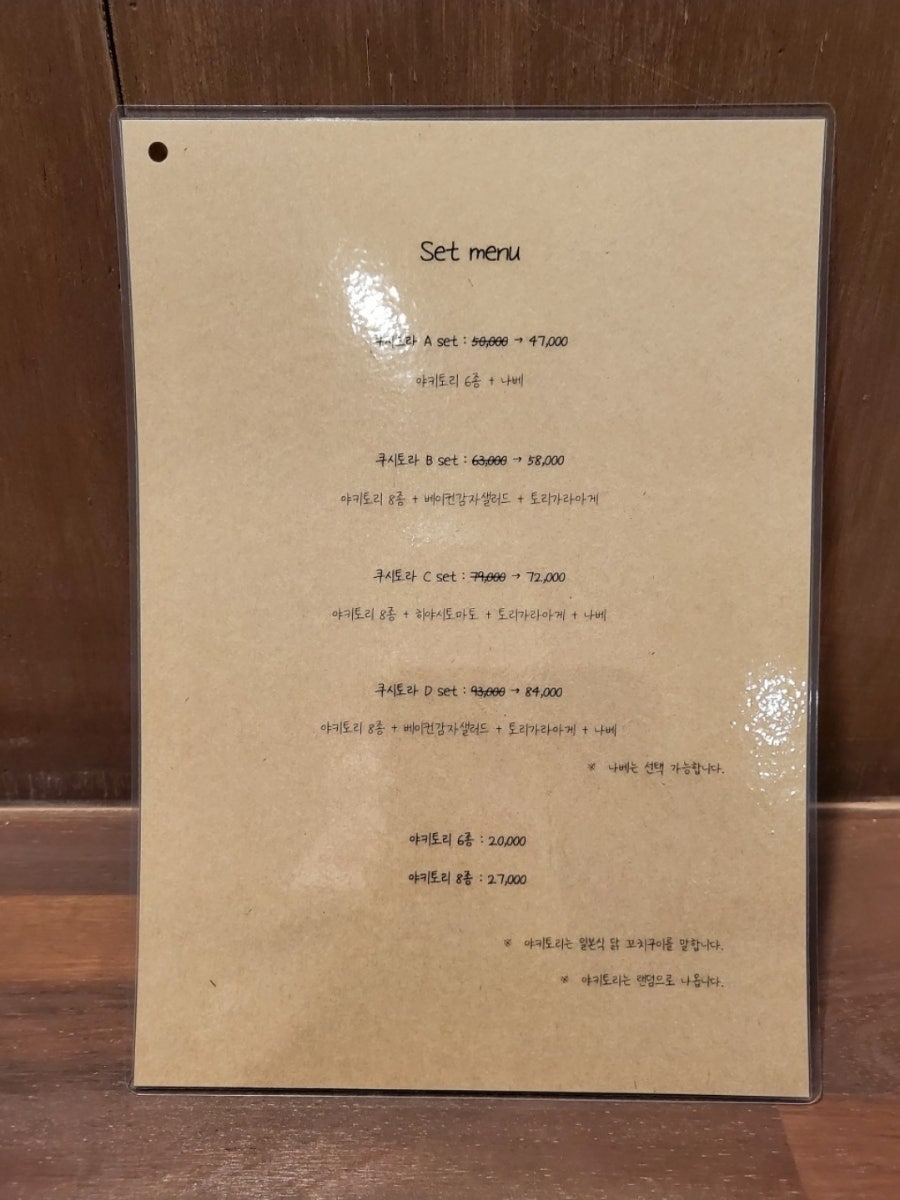 Set menu
쿠시토라 A set : 50,000 → 47,000
야키토리 6종 + 나베
쿠시토라 B set : 63,000 → 58,000
야키토리 8종 + 베이컨감자샐러드 + 토리가라아게
쿠시토라 C set : 79,000 → 72,000
야키토리 8종 + 히야시토마토 + 토리가라아게 + 나베
쿠시토라 D set : 93,000 → 84,000
야키토리 8종 + 베이컨감자샐러드 + 토리가라아게 + 나베
※ 나베는 선택 가능합니다.
야키토리 6종 : 20,000
야키토리 8종 : 27,000
※ 야키토리는 일본식 닭 꼬치구이를 말합니다.
※ 야키토리는 랜덤으로 나옵니다.